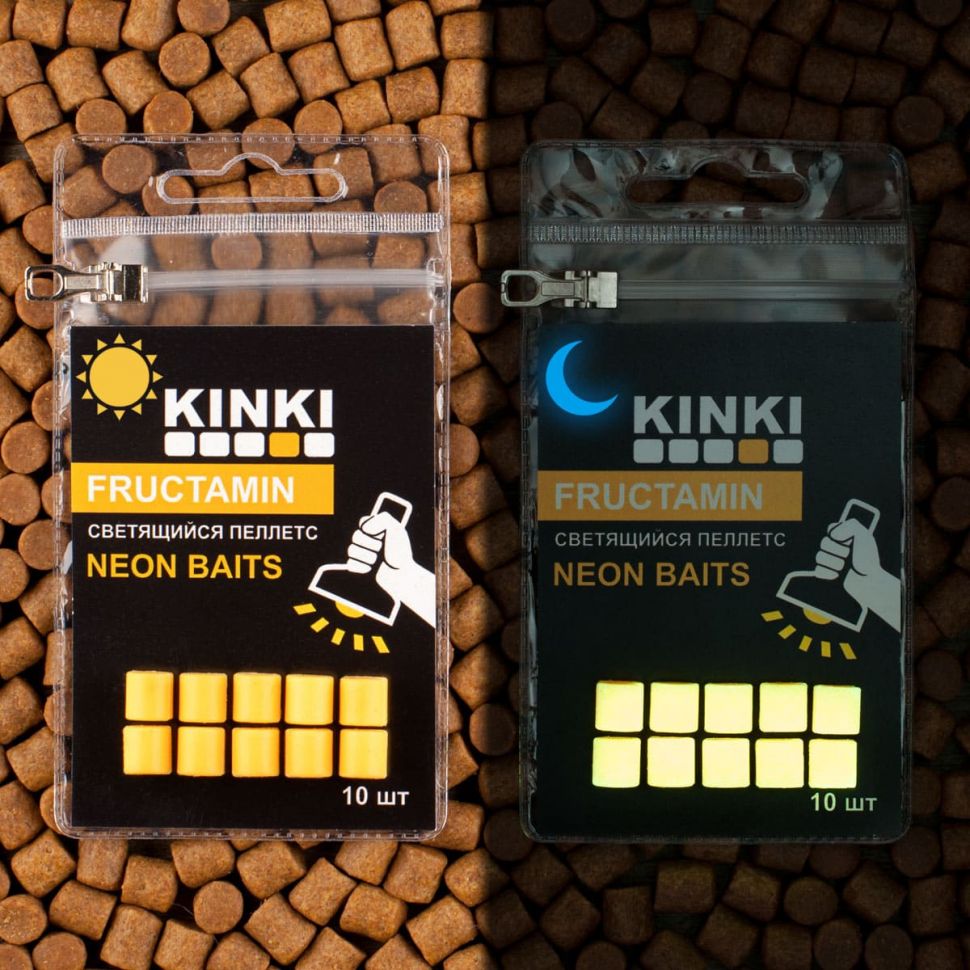 KINKI
FRUCTAMIN
СВЕТЯЩИЙСЯ ПЕЛЛЕТС
NEON BAITS
10 шт
KINKI
FRUCTAMIN
СВЕТЯЩИЙСЯ ПЕЛЛЕТС
NEON BAITS
10 шт